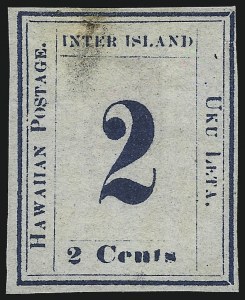 INTER ISLAND
HAWAIIAN POSTAGE.
2
UKU LETA.
2 Cents